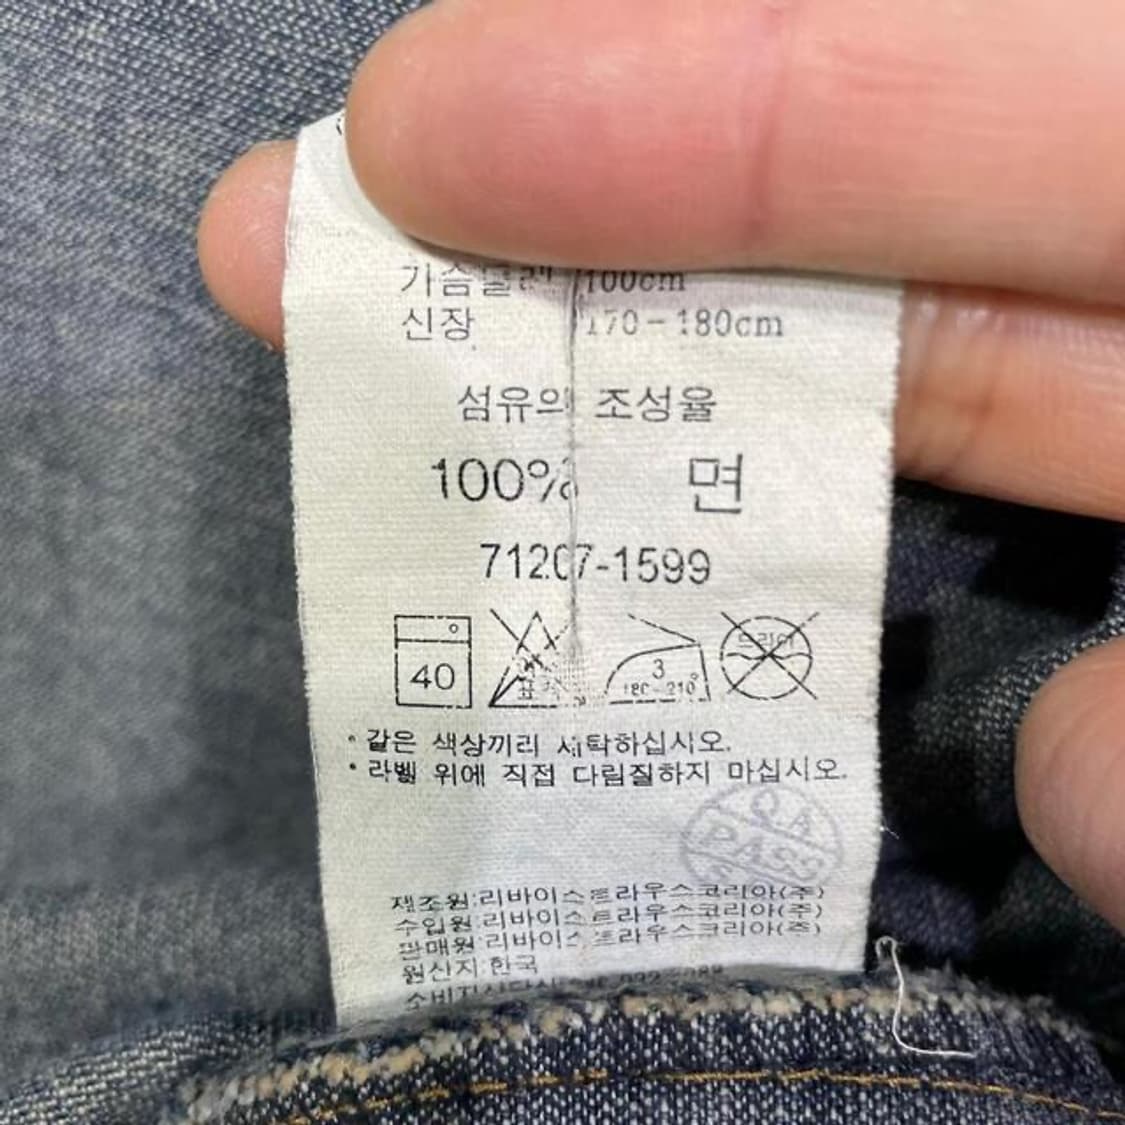 가슴둘레 100cm
신장 170-180cm
섬유의 조성율
100% 면
71207-1599
40
3
180-210°
드라이
• 같은 색상끼리 세탁하십시오.
• 라벨 위에 직접 다림질하지 마십시오.
Q A
PASS
제조원:리바이스트라우스코리아(주)
수입원:리바이스트라우스코리아(주)
판매원:리바이스트라우스코리아(주)
원산지 한국